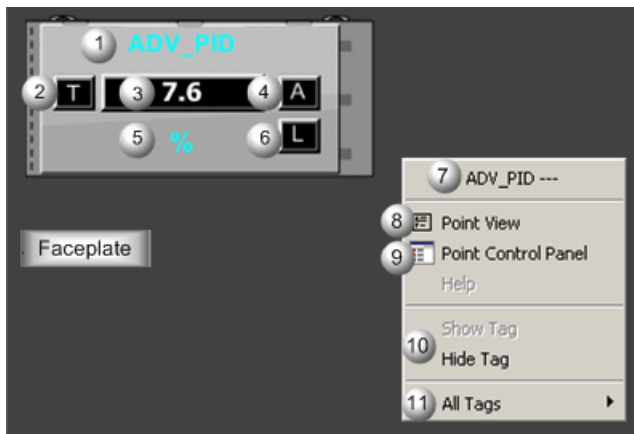 1 ADV_PID
2 T 3 7.6 4 A
5 % 6 L
Faceplate
7 ADV_PID ---
8 Point View
9 Point Control Panel
Help
Show Tag
10
Hide Tag
11 All Tags